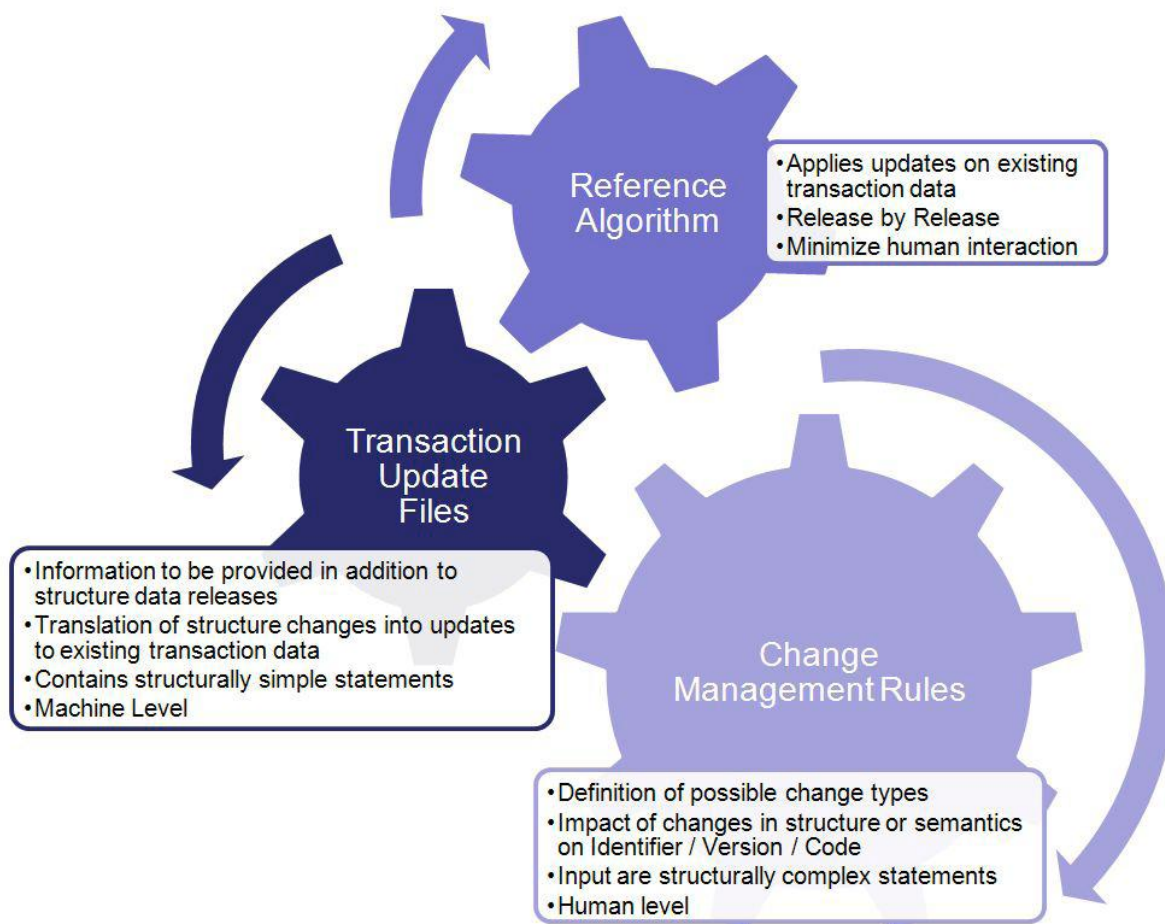 Reference
Algorithm
•Applies updates on existing
transaction data
•Release by Release
•Minimize human interaction
Transaction
Update
Files
•Information to be provided in addition to
structure data releases
•Translation of structure changes into updates
to existing transaction data
•Contains structurally simple statements
•Machine Level
Change
Management Rules
•Definition of possible change types
•Impact of changes in structure or semantics
on Identifier / Version / Code
•Input are structurally complex statements
•Human level